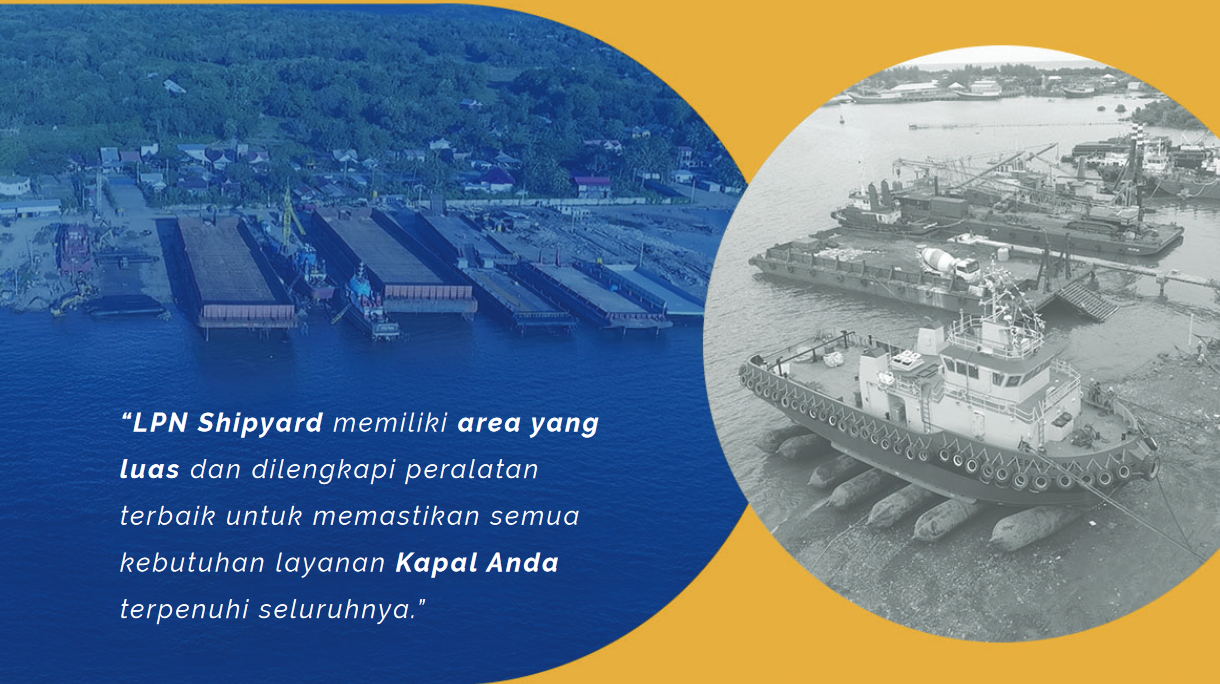 “LPN Shipyard memiliki area yang
luas dan dilengkapi peralatan
terbaik untuk memastikan semua
kebutuhan layanan Kapal Anda
terpenuhi seluruhnya.”